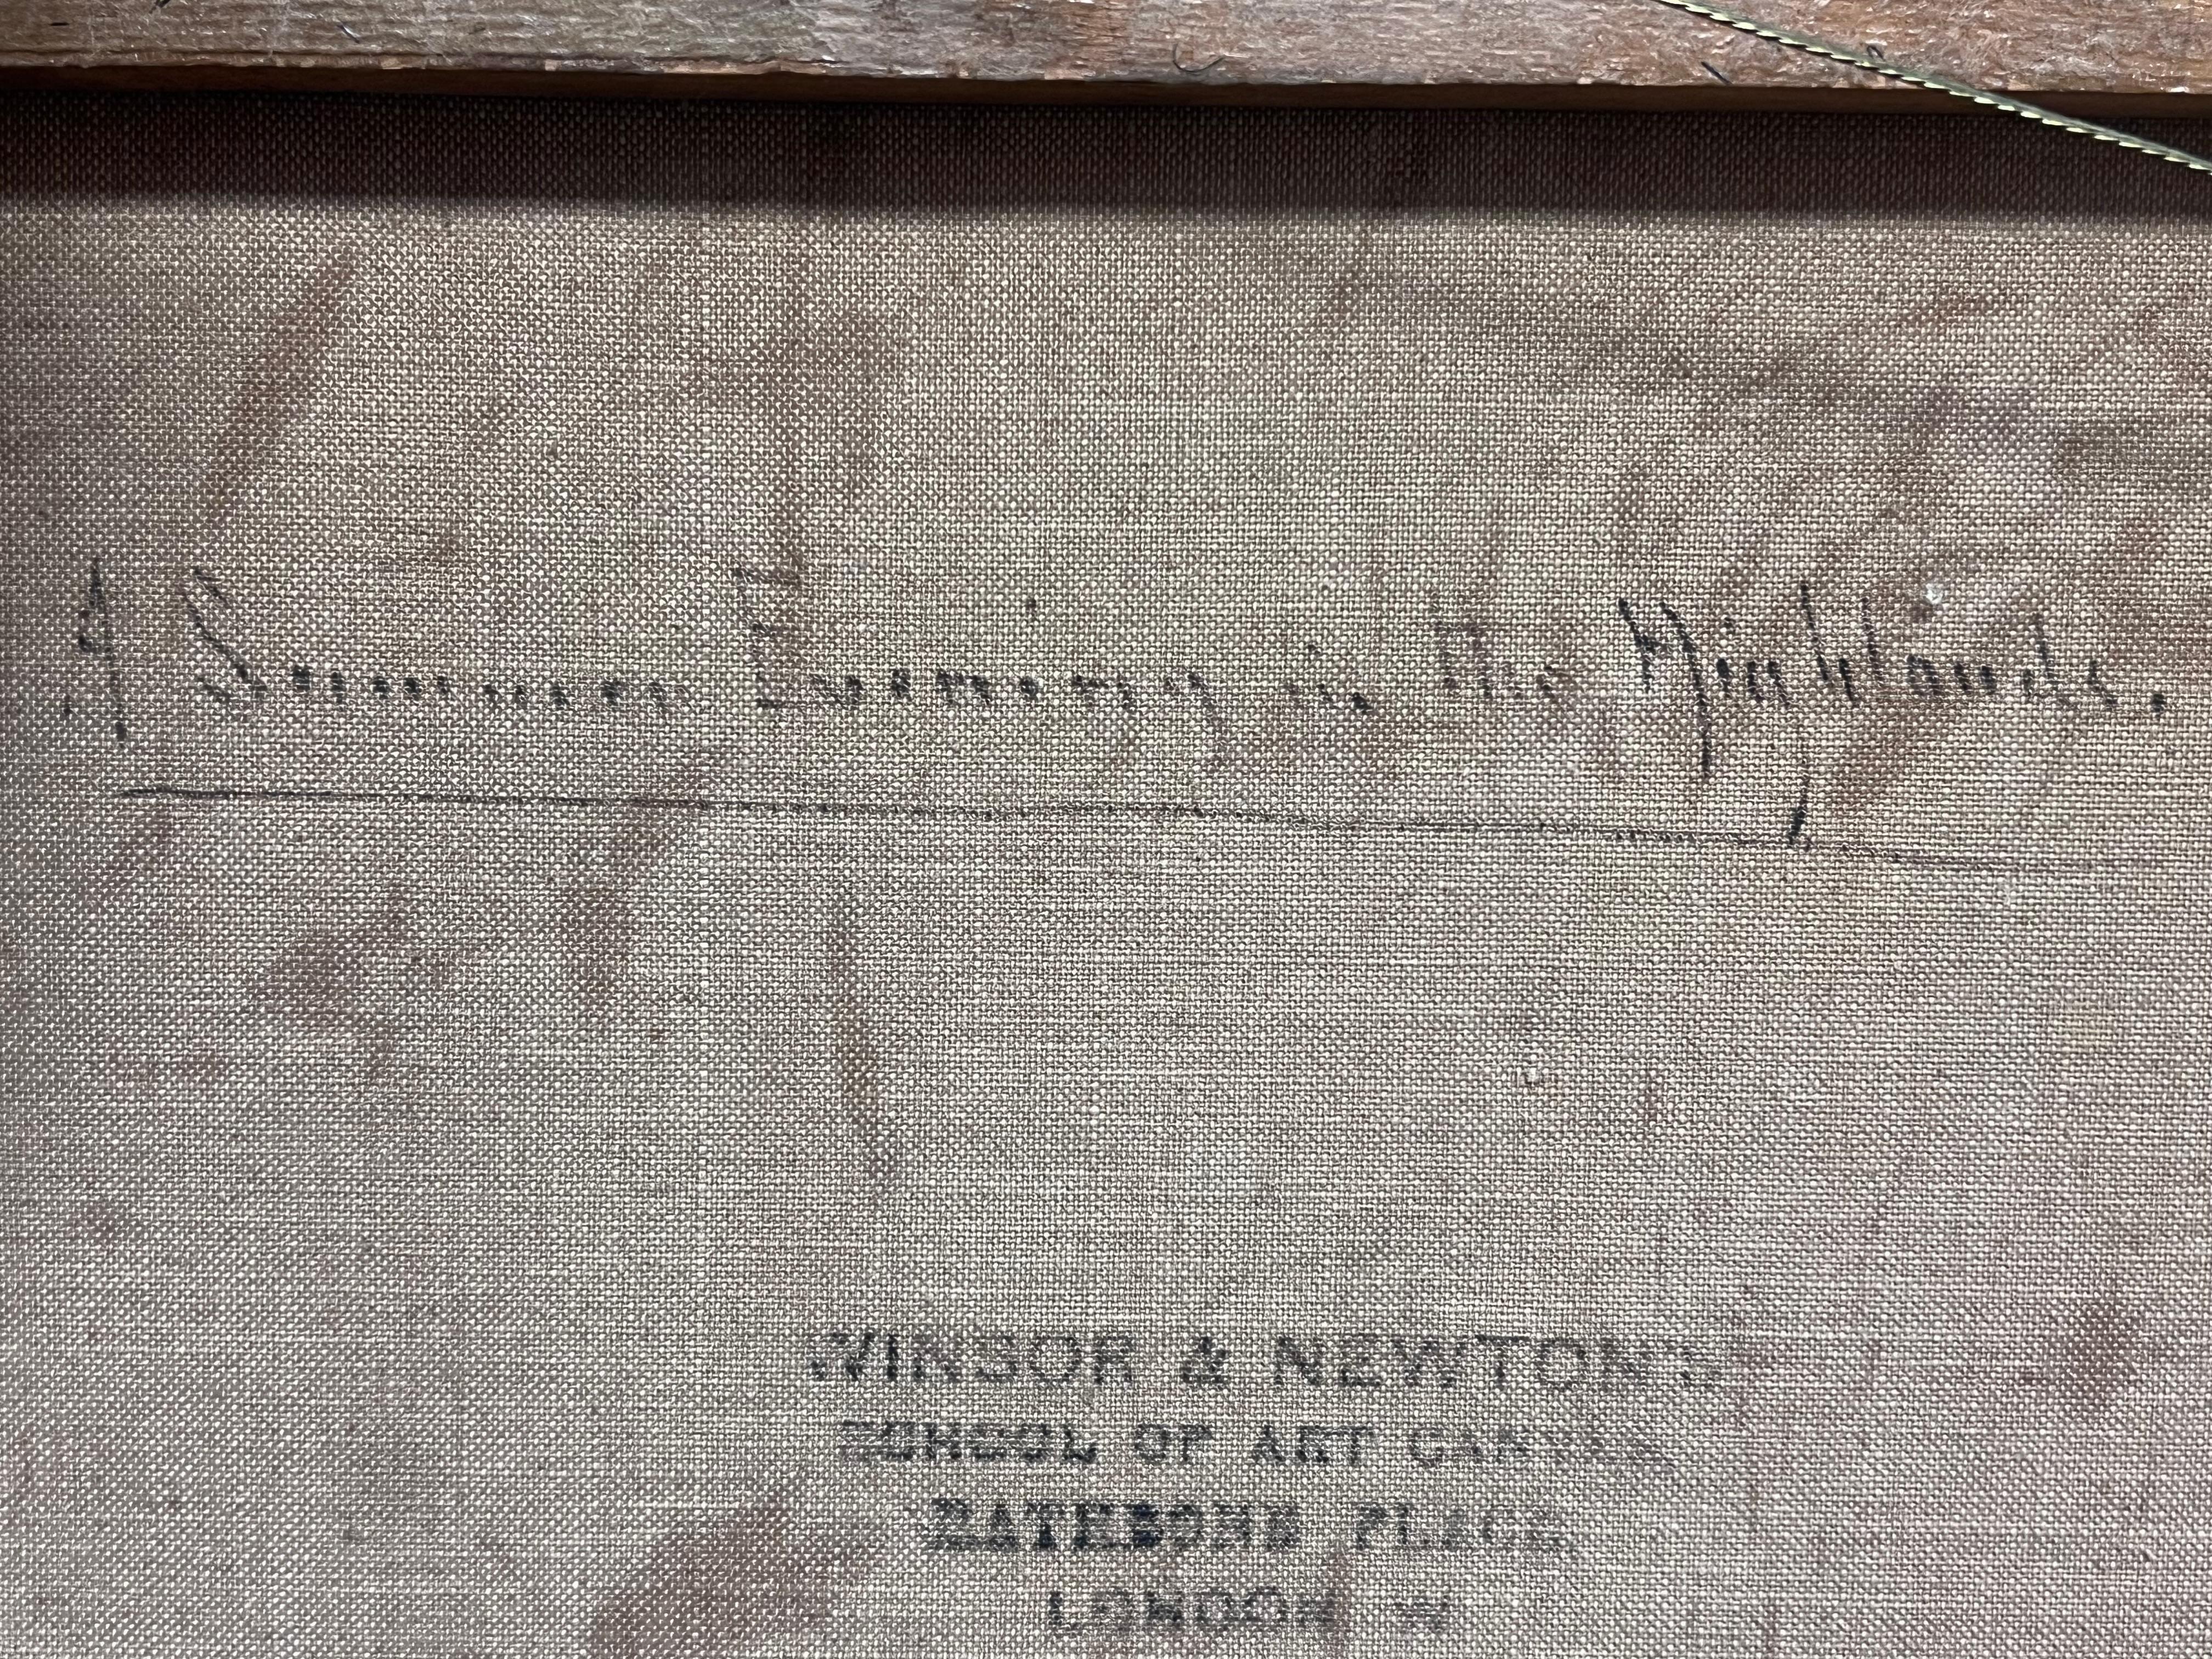 A Summer Evening in the Highlands.
WINSOR & NEWTON'S
SCHOOL OF ART CANVAS
RATHBONE PLACE
LONDON W